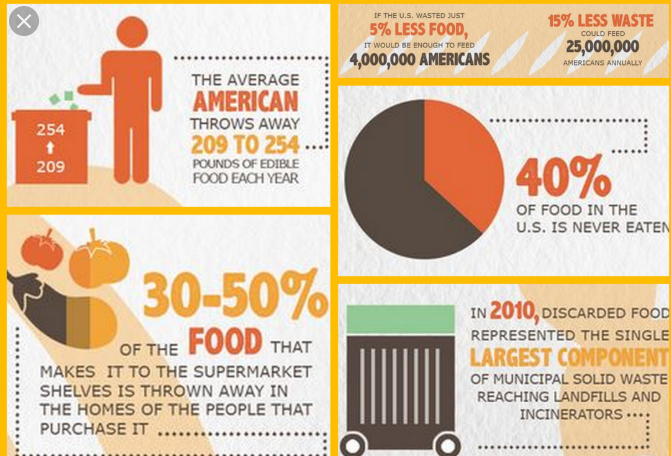 THE AVERAGE
AMERICAN
THROWS AWAY
209 TO 254
POUNDS OF EDIBLE
FOOD EACH YEAR
254
209
IF THE U.S. WASTED JUST
5% LESS FOOD,
IT WOULD BE ENOUGH TO FEED
4,000,000 AMERICANS
15% LESS WASTE
COULD FEED
25,000,000
AMERICANS ANNUALLY
40%
OF FOOD IN THE
U.S. IS NEVER EATEN
30-50%
OF THE FOOD THAT
MAKES IT TO THE SUPERMARKET
SHELVES IS THROWN AWAY IN
THE HOMES OF THE PEOPLE THAT
PURCHASE IT
IN 2010, DISCARDED FOOD
REPRESENTED THE SINGLE
LARGEST COMPONENT
OF MUNICIPAL SOLID WASTE
REACHING LANDFILLS AND
INCINERATORS